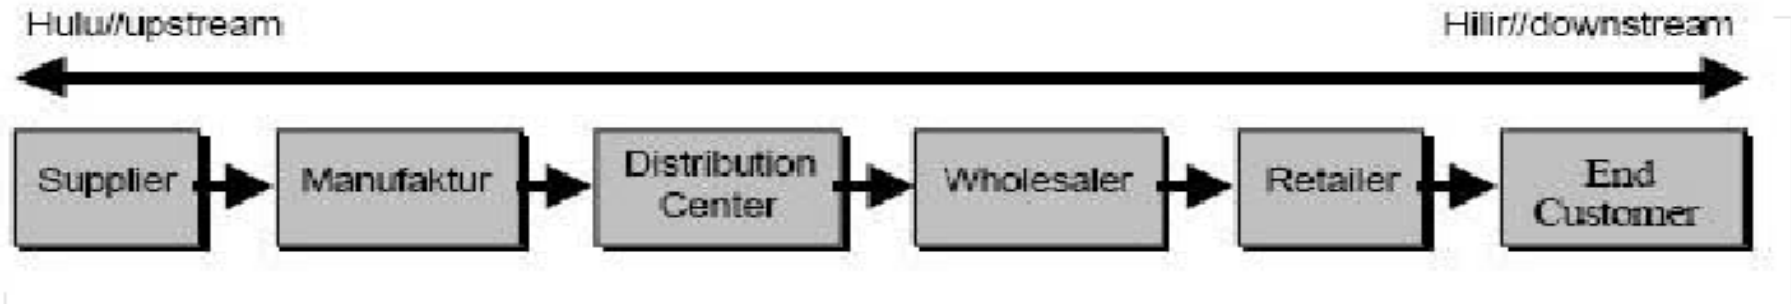 Hulu//upstream
Hilir//downstream
Supplier
Manufaktur
Distribution
Center
Wholesaler
Retailer
End
Customer